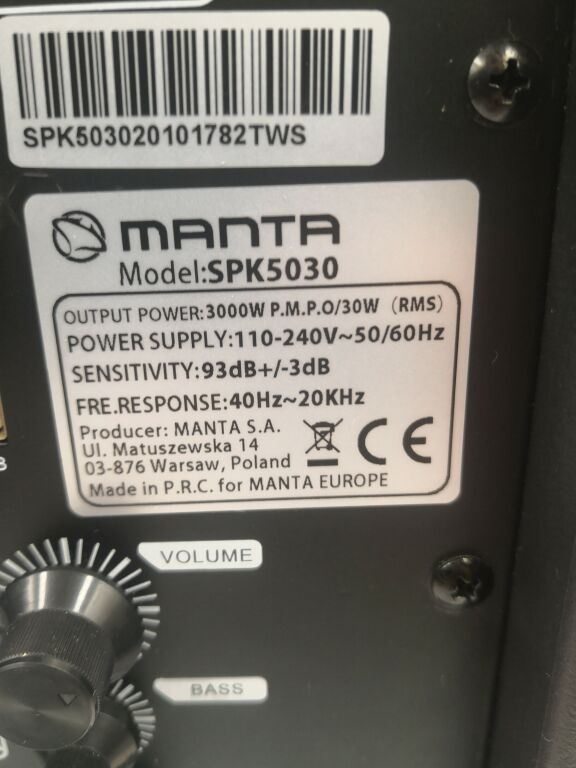 SPK503020101782TWS
MANTA
Model:SPK5030
OUTPUT POWER:3000W P.M.P.O/30W (RMS)
POWER SUPPLY:110-240V~50/60Hz
SENSITIVITY:93dB+/-3dB
FRE.RESPONSE:40Hz~20KHz
Producer: MANTA S.A.
Ul. Matuszewska 14
03-876 Warsaw, Poland
CE
Made in P.R.C. for MANTA EUROPE
VOLUME
BASS